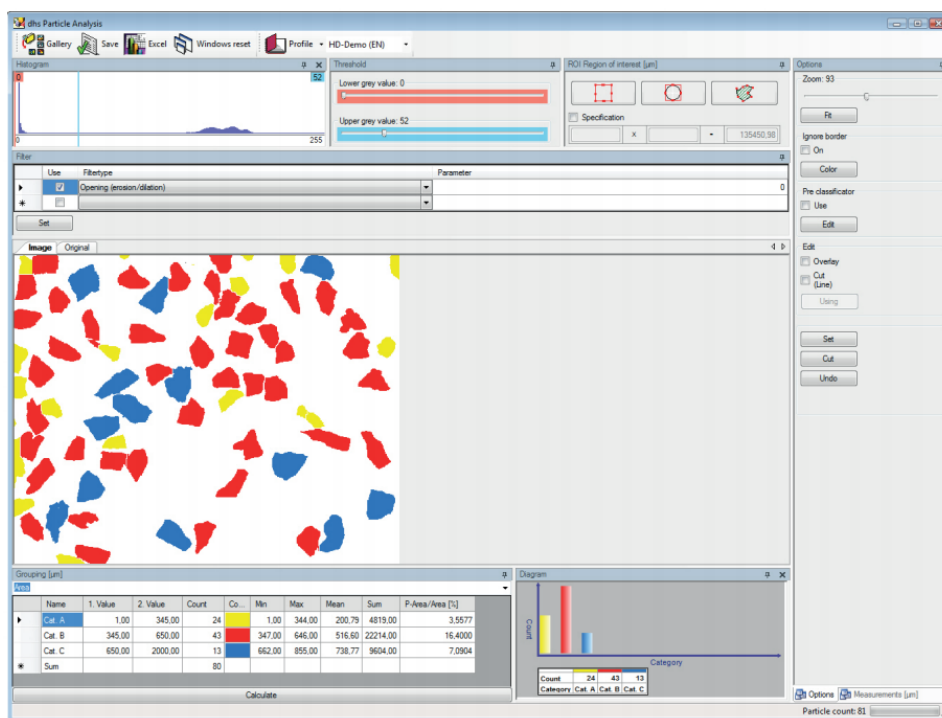 dhs Particle Analysis
Gallery Save Excel Windows reset Profile HD-Demo (EN)
Histogram
0 52
0 255
Threshold
Lower grey value: 0
Upper grey value: 52
ROI Region of interest [µm]
Specification
X 135450.98
Options
Zoom: 93
Fit
Ignore border
On
Color
Pre classificator
Use
Edit
Edit
Overlay
Cut
(Line)
Using
Set
Cut
Undo
Filter
Use Filtertype Parameter
Opening (erosion/dilation) 0
Set
Image Original
Grouping [µm]
Area
Name 1. Value 2. Value Count Co... Min Max Mean Sum P-Area/Area [%]
Cat. A 1,00 345,00 24 1,00 344,00 200,79 4819,00 3,5577
Cat. B 345,00 650,00 43 347,00 646,00 516,60 22214,00 16,4000
Cat. C 650,00 2000,00 13 662,00 855,00 738,77 9604,00 7,0904
Sum 80
Calculate
Diagram
Count
Category
Count 24 43 13
Category Cat. A Cat. B Cat. C
Options Measurements [µm]
Particle count: 81